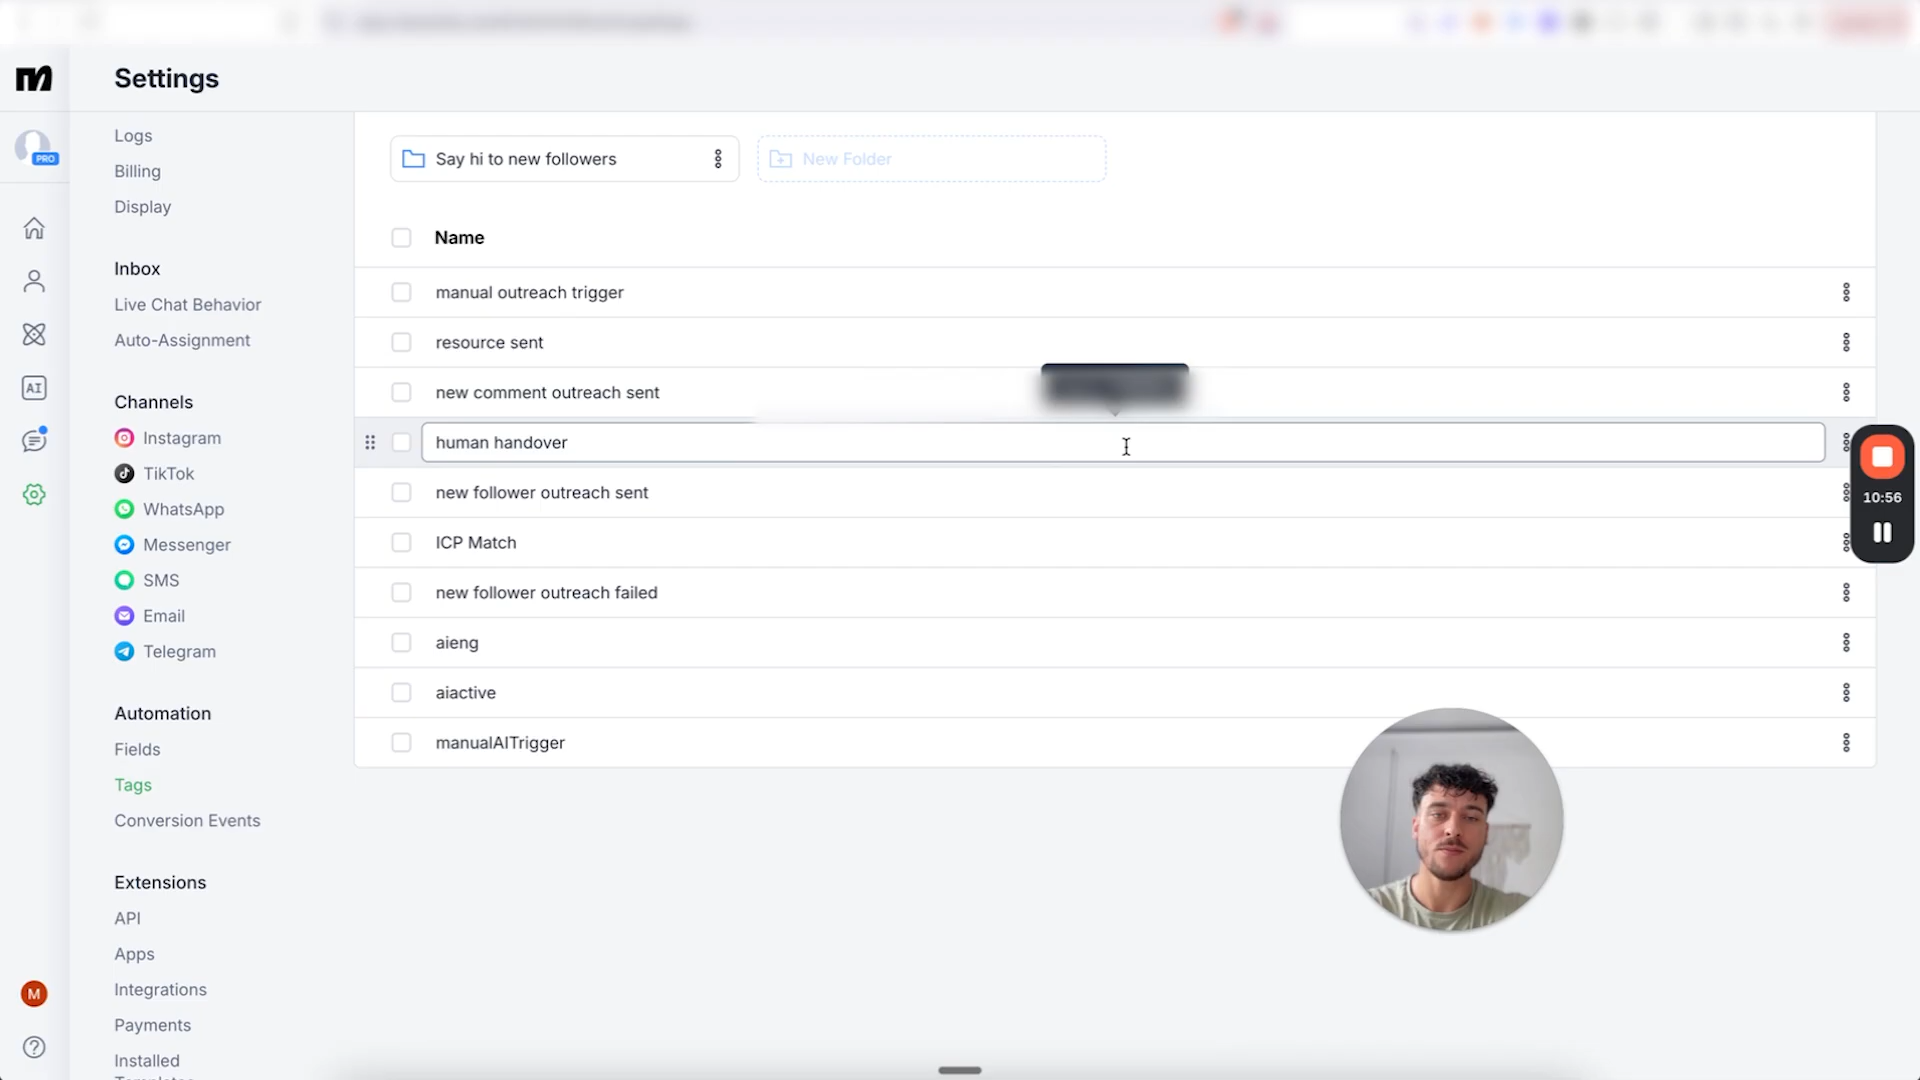 Settings
PRO
Logs
Billing
Display
Inbox
Live Chat Behavior
Auto-Assignment
Channels
Instagram
TikTok
WhatsApp
Messenger
SMS
Email
Telegram
Automation
Fields
Tags
Conversion Events
Extensions
API
Apps
Integrations
Payments
Installed
AI
M
Say hi to new followers
New Folder
Name
manual outreach trigger
resource sent
new comment outreach sent
human handover
new follower outreach sent
ICP Match
new follower outreach failed
aieng
aiactive
manualAITrigger
10:56